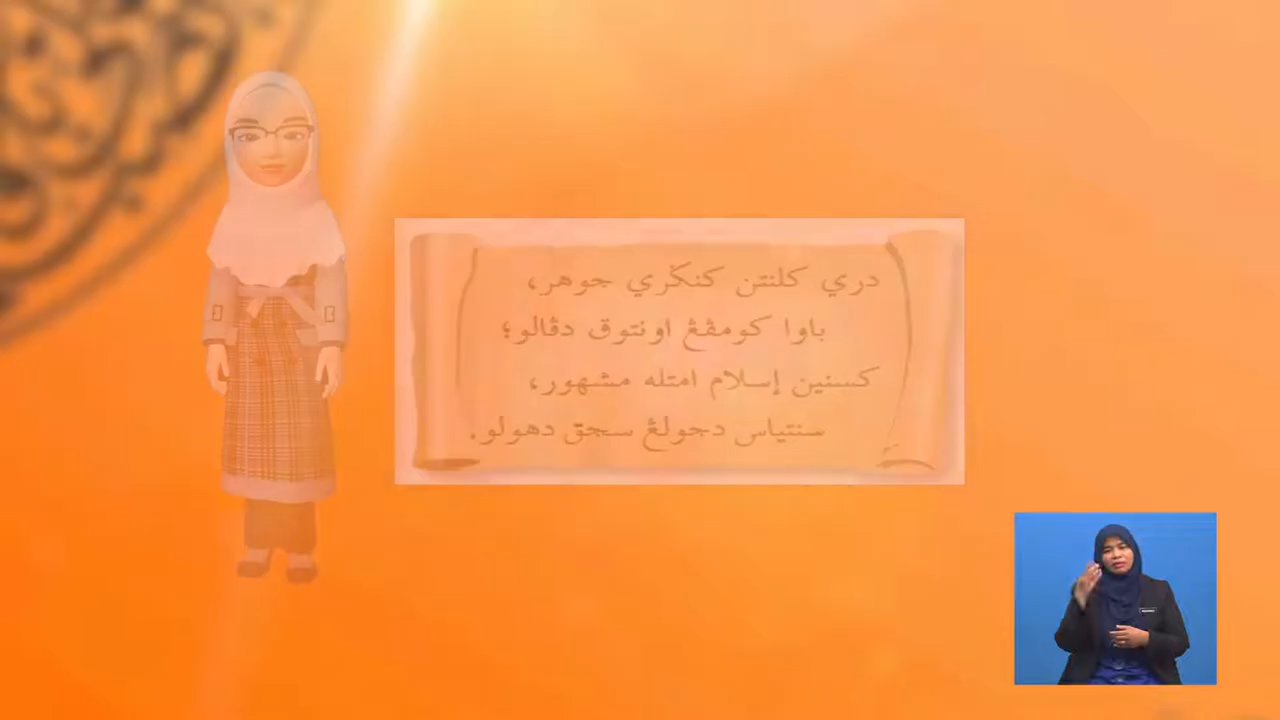 دري كلنتن كنݢري جوهر،
باوا كومڤڠ اونتوق دڤالو؛
كسنين إسلام امتله مشهور،
سنتياس دجولڠ سجق دهولو.